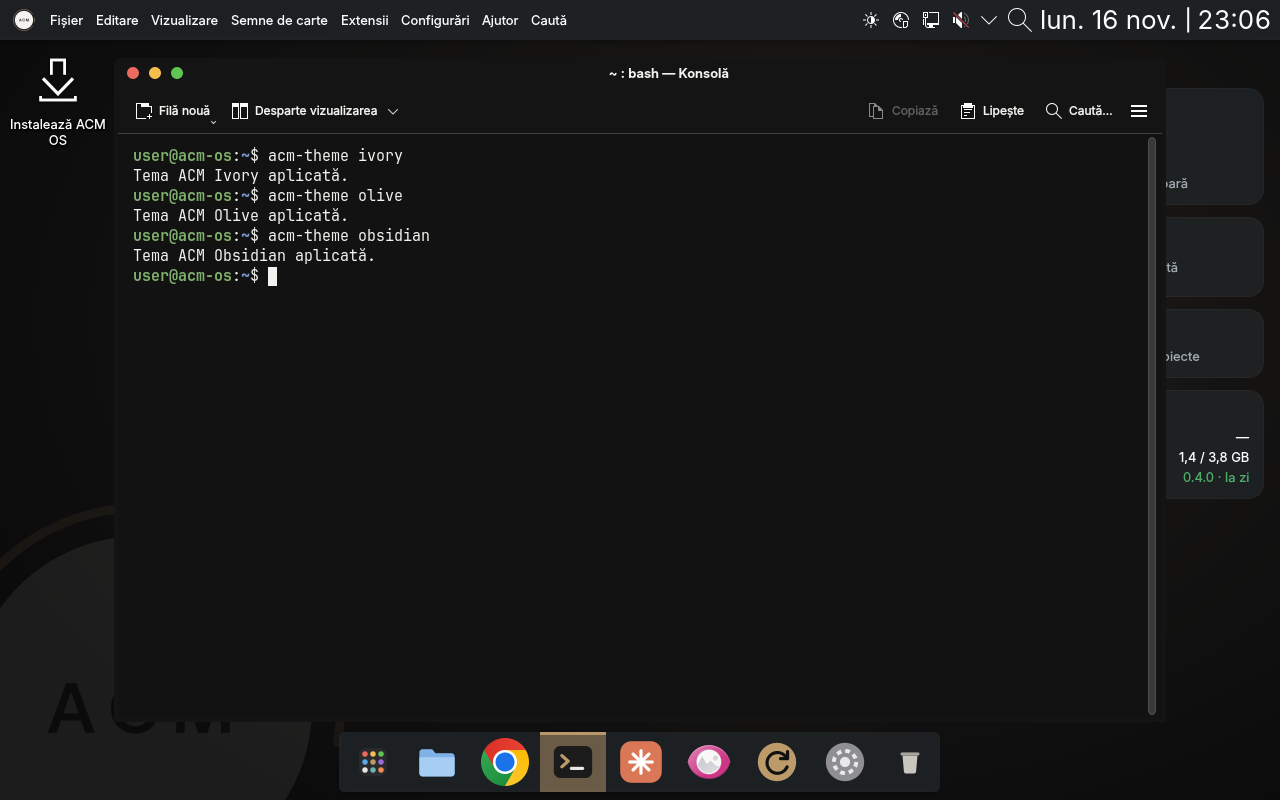 ACM Fișier Editare Vizualizare Semne de carte Extensii Configurări Ajutor Caută lun. 16 nov. | 23:06
Instalează ACM
OS
~ : bash — Konsolă
Filă nouă Desparte vizualizarea Copiază Lipește Caută...
user@acm-os:~$ acm-theme ivory
Tema ACM Ivory aplicată.
user@acm-os:~$ acm-theme olive
Tema ACM Olive aplicată.
user@acm-os:~$ acm-theme obsidian
Tema ACM Obsidian aplicată.
user@acm-os:~$
—
1,4 / 3,8 GB
0.4.0 · la zi
ACM